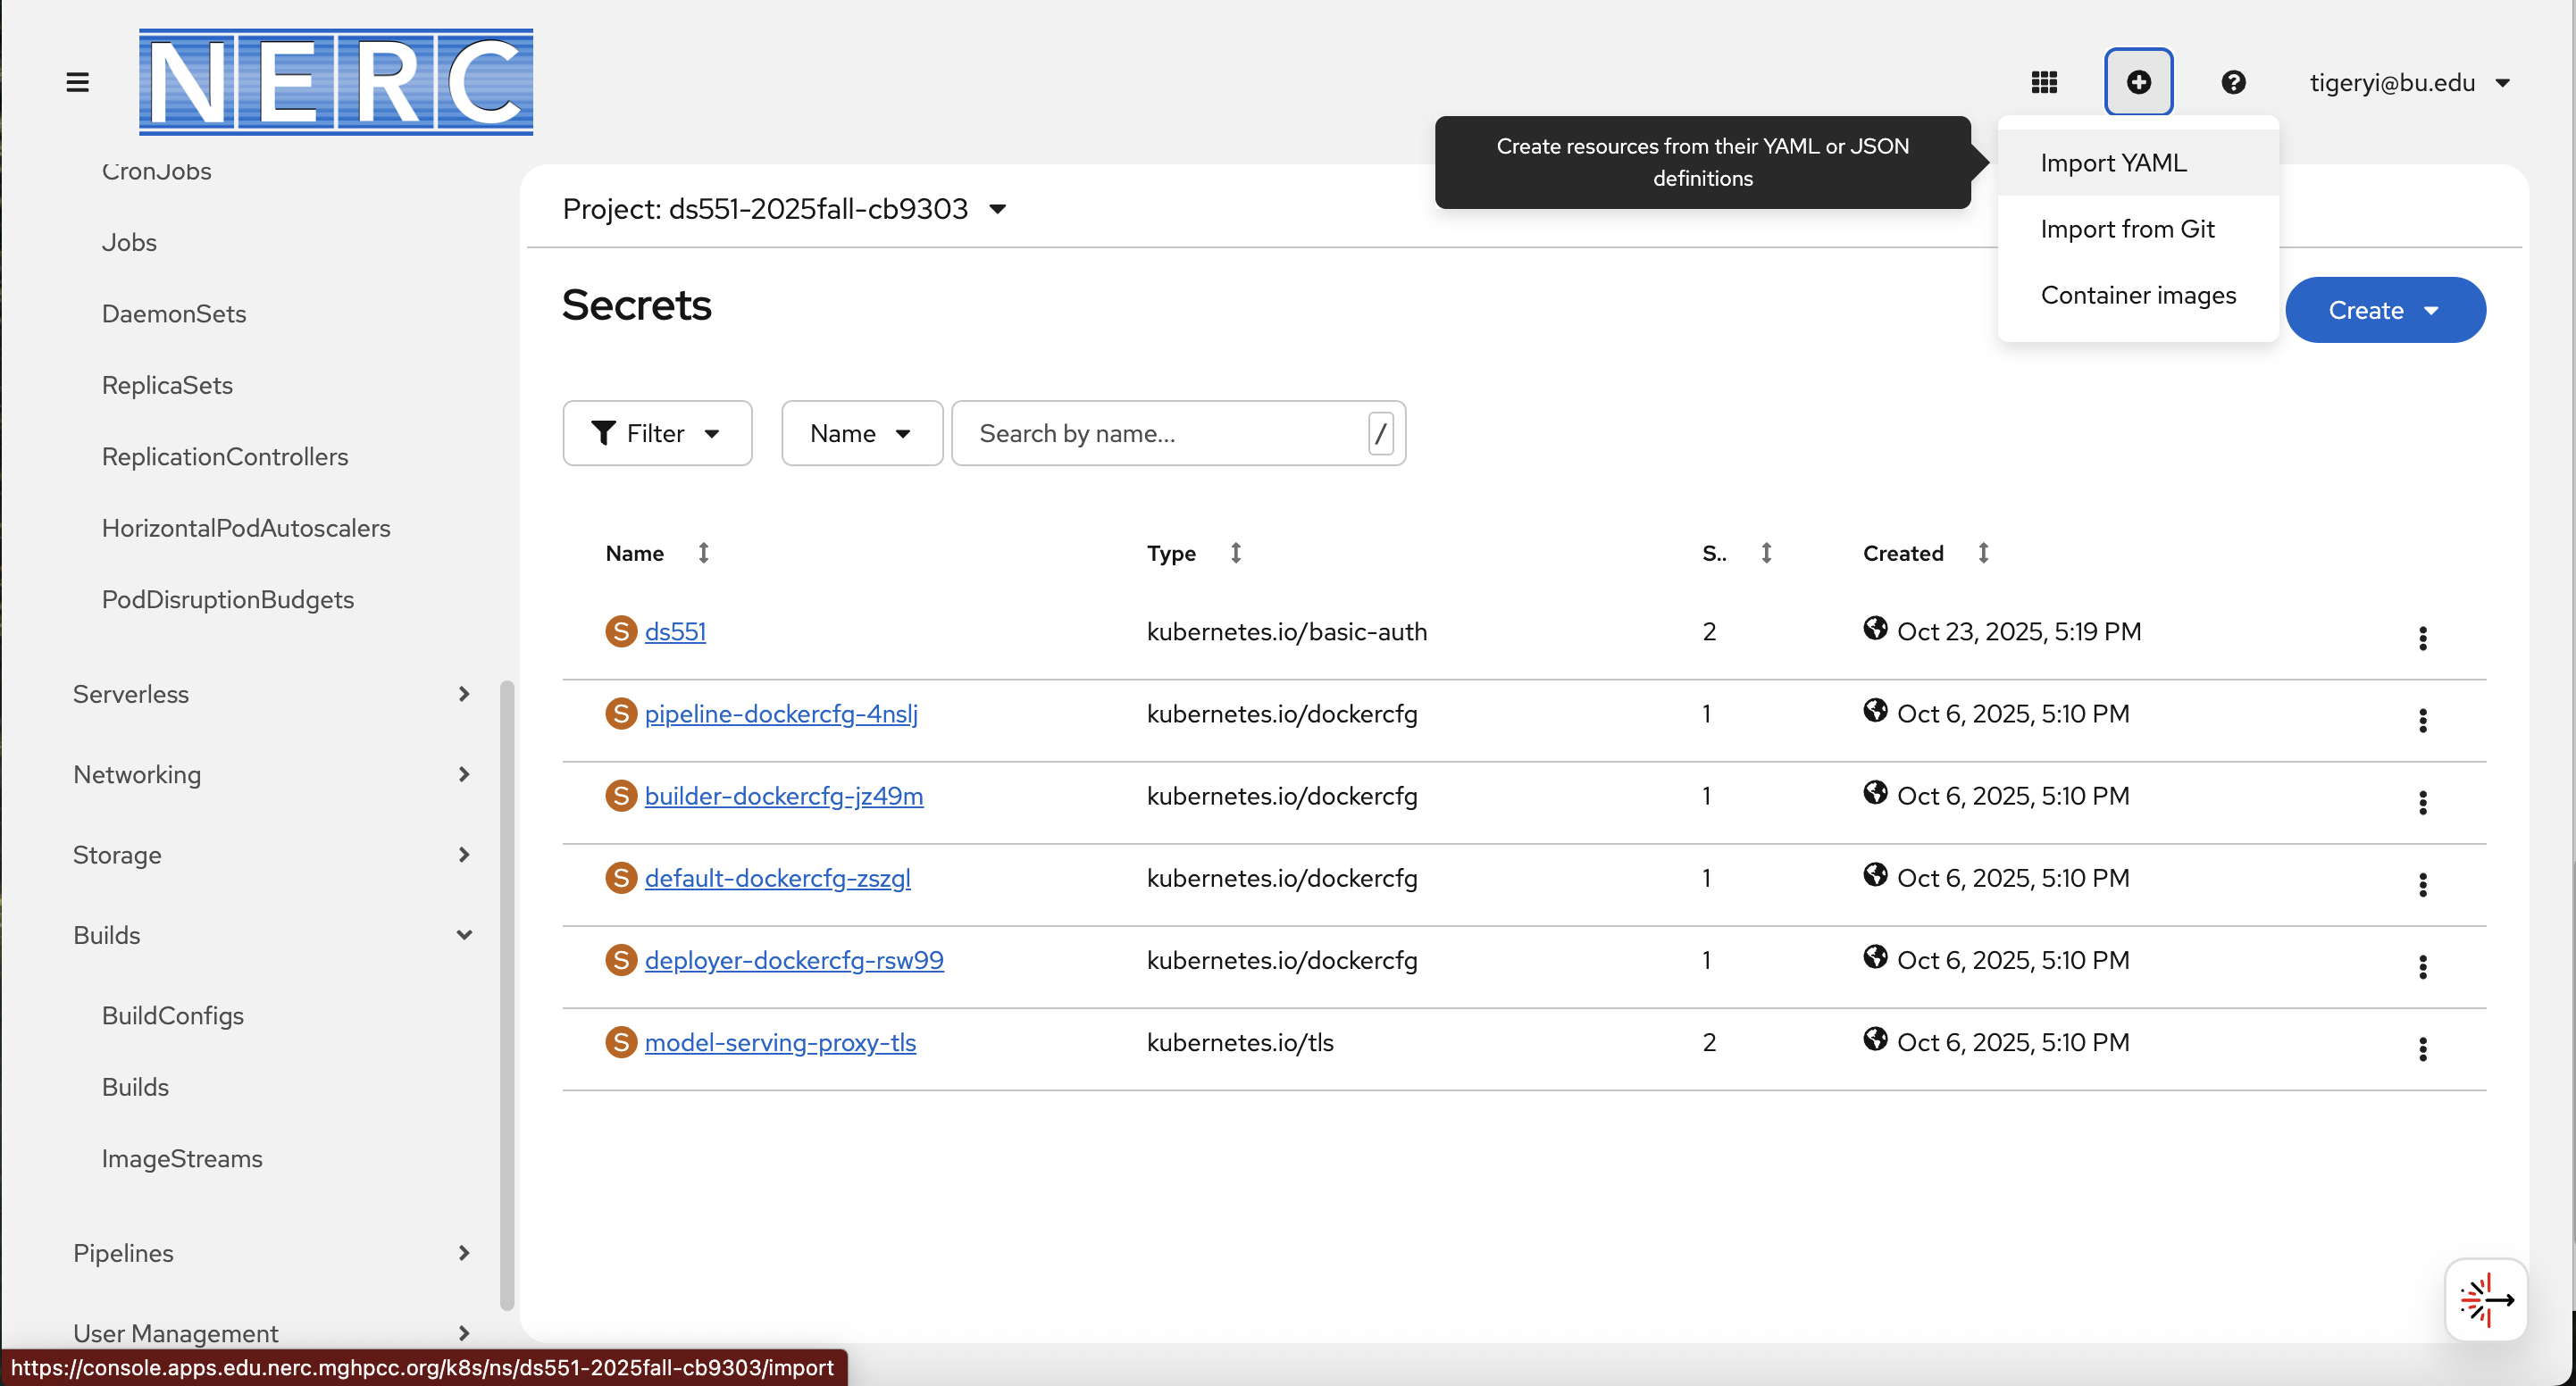 NERC
tigeryi@bu.edu
Create resources from their YAML or JSON
definitions
Import YAML
Import from Git
Container images
CronJobs
Jobs
DaemonSets
ReplicaSets
ReplicationControllers
HorizontalPodAutoscalers
PodDisruptionBudgets
Serverless
Networking
Storage
Builds
BuildConfigs
Builds
ImageStreams
Pipelines
User Management
Project: ds551-2025fall-cb9303
Secrets
Create
Filter
Name
Search by name...
/
Name Type S.. Created
S ds551 kubernetes.io/basic-auth 2 Oct 23, 2025, 5:19 PM
S pipeline-dockercfg-4nslj kubernetes.io/dockercfg 1 Oct 6, 2025, 5:10 PM
S builder-dockercfg-jz49m kubernetes.io/dockercfg 1 Oct 6, 2025, 5:10 PM
S default-dockercfg-zszgl kubernetes.io/dockercfg 1 Oct 6, 2025, 5:10 PM
S deployer-dockercfg-rsw99 kubernetes.io/dockercfg 1 Oct 6, 2025, 5:10 PM
S model-serving-proxy-tls kubernetes.io/tls 2 Oct 6, 2025, 5:10 PM
https://console.apps.edu.nerc.mghpcc.org/k8s/ns/ds551-2025fall-cb9303/import